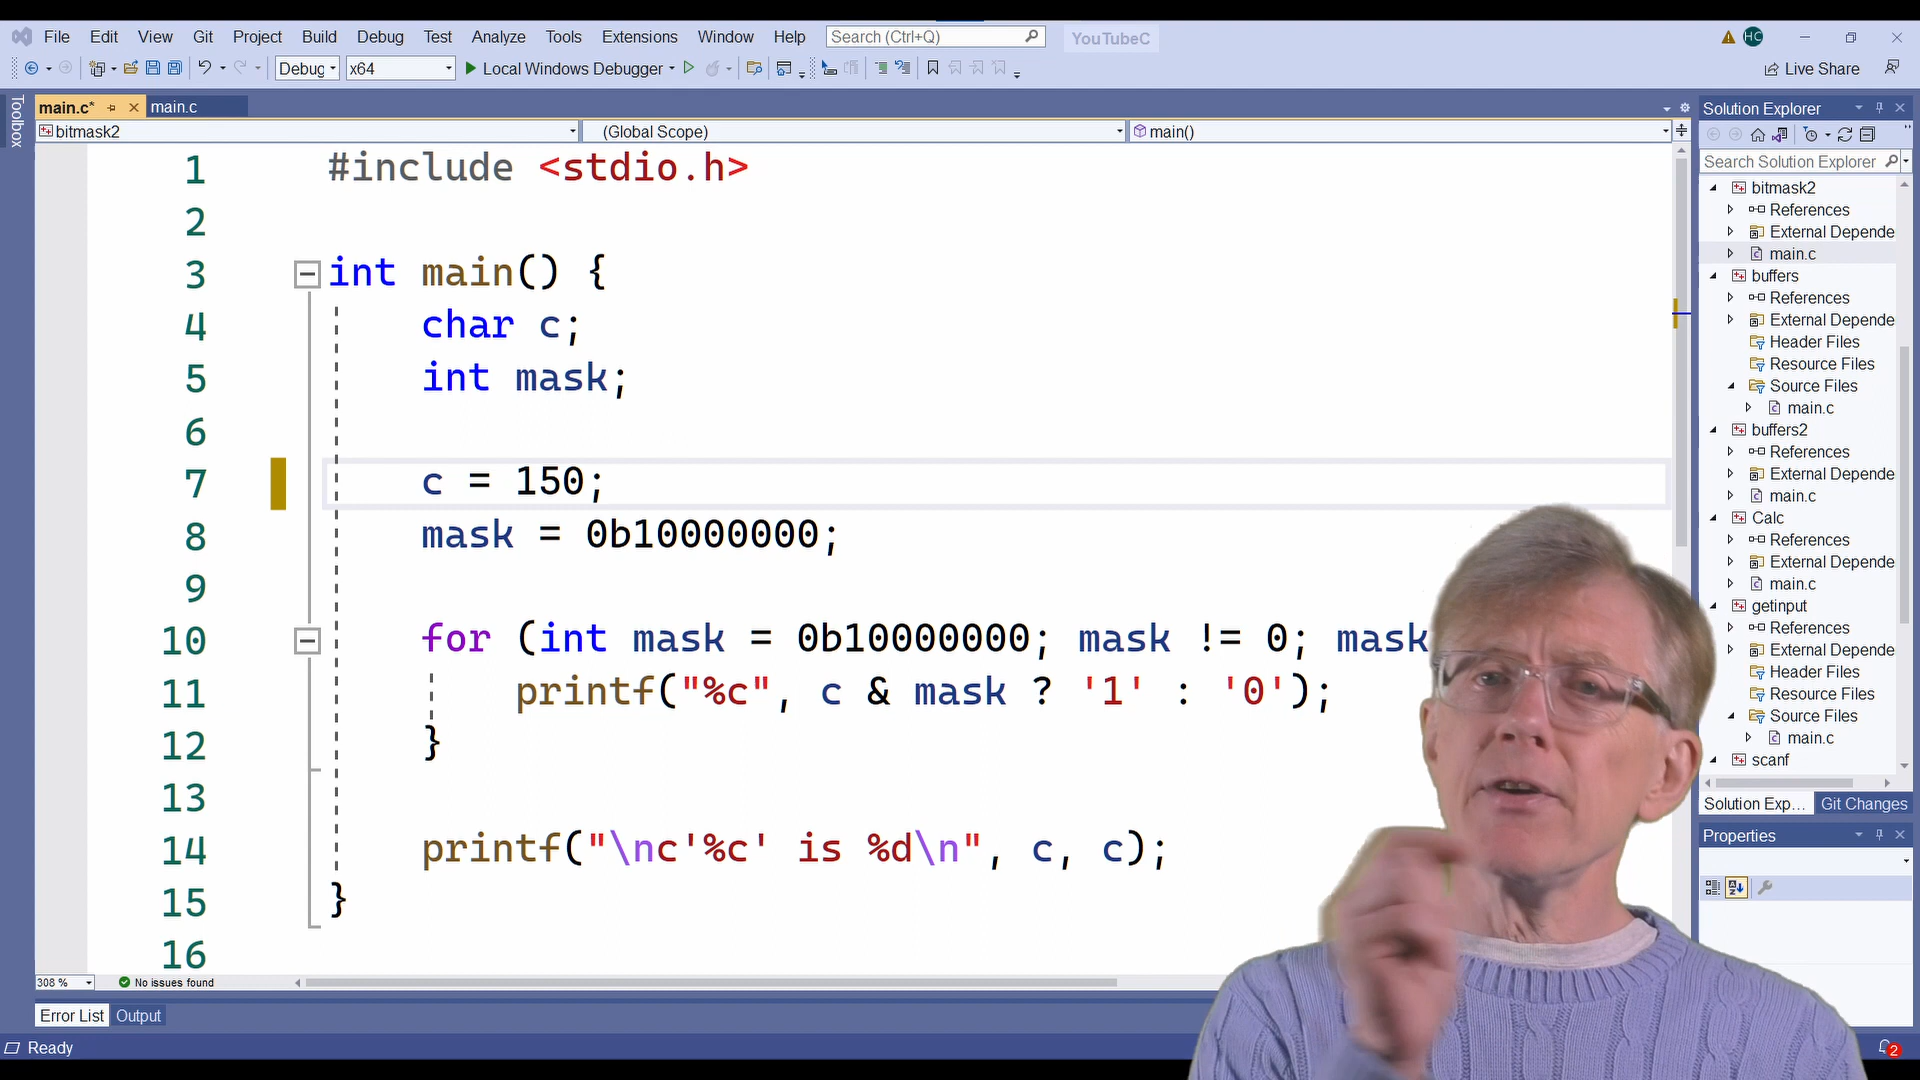 File Edit View Git Project Build Debug Test Analyze Tools Extensions Window Help Search (Ctrl+Q) YouTubeC HC
Debug x64 Local Windows Debugger Live Share
Toolbox
main.c* main.c
bitmask2 (Global Scope) main()
1 #include <stdio.h>
2
3 int main() {
4 char c;
5 int mask;
6
7 c = 150;
8 mask = 0b10000000;
9
10 for (int mask = 0b10000000; mask != 0; mask
11 printf("%c", c & mask ? '1' : '0');
12 }
13
14 printf("\nc'%c' is %d\n", c, c);
15 }
16
308 % No issues found
Error List Output
Ready
Solution Explorer
Search Solution Explorer
bitmask2
References
External Depende
main.c
buffers
References
External Depende
Header Files
Resource Files
Source Files
main.c
buffers2
References
External Depende
main.c
Calc
References
External Depende
main.c
getinput
References
External Depende
Header Files
Resource Files
Source Files
main.c
scanf
Solution Exp... Git Changes
Properties
2